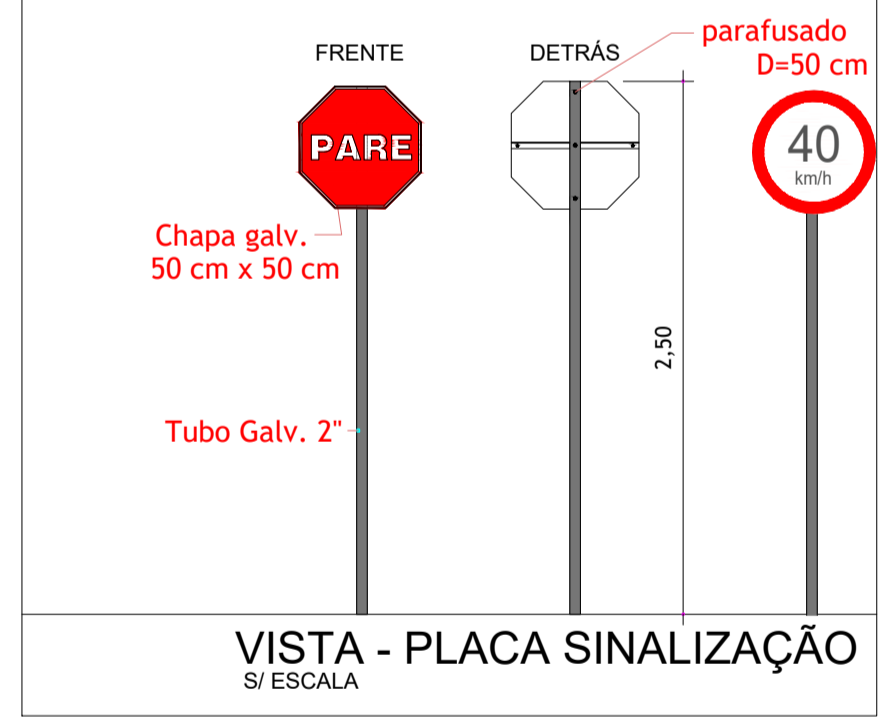 FRENTE
DETRÁS
parafusado
D=50 cm
PARE
40
km/h
Chapa galv.
50 cm x 50 cm
2,50
Tubo Galv. 2"
VISTA - PLACA SINALIZAÇÃO
S/ ESCALA